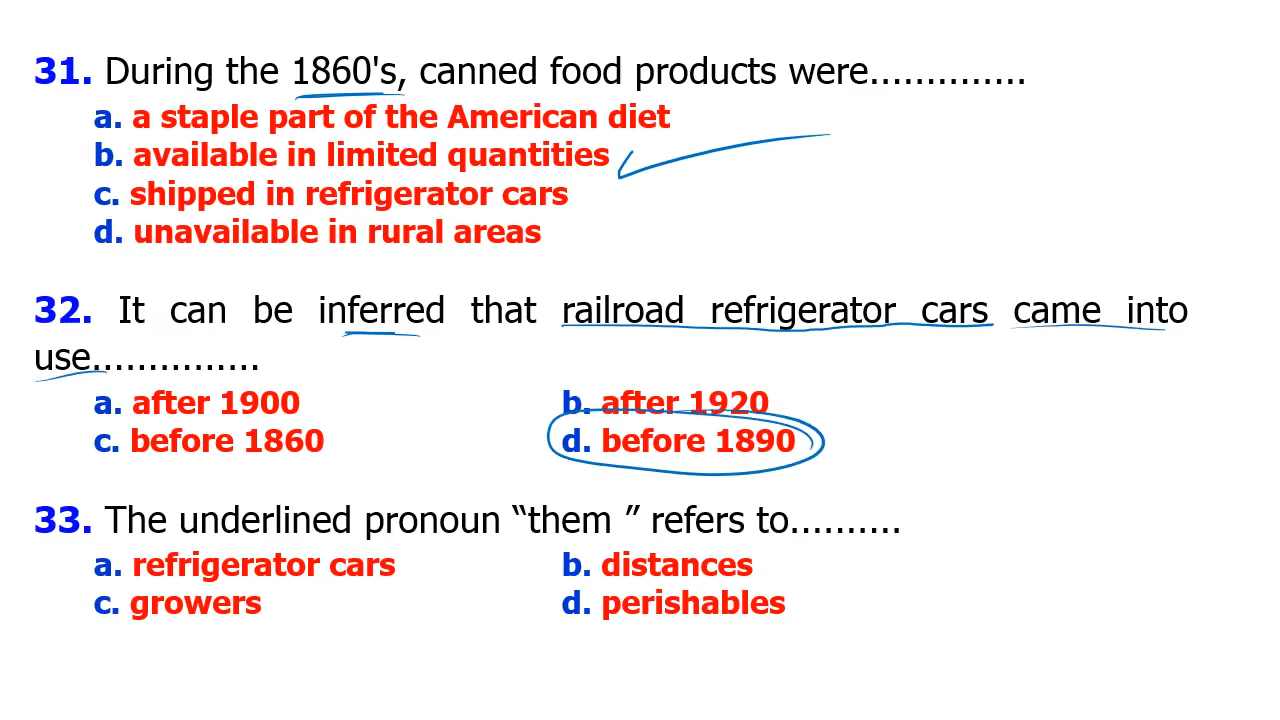 31. During the 1860's, canned food products were..............
a. a staple part of the American diet
b. available in limited quantities
c. shipped in refrigerator cars
d. unavailable in rural areas
32. It can be inferred that railroad refrigerator cars came into
use...............
a. after 1900 b. after 1920
c. before 1860 d. before 1890
33. The underlined pronoun “them ” refers to..........
a. refrigerator cars b. distances
c. growers d. perishables